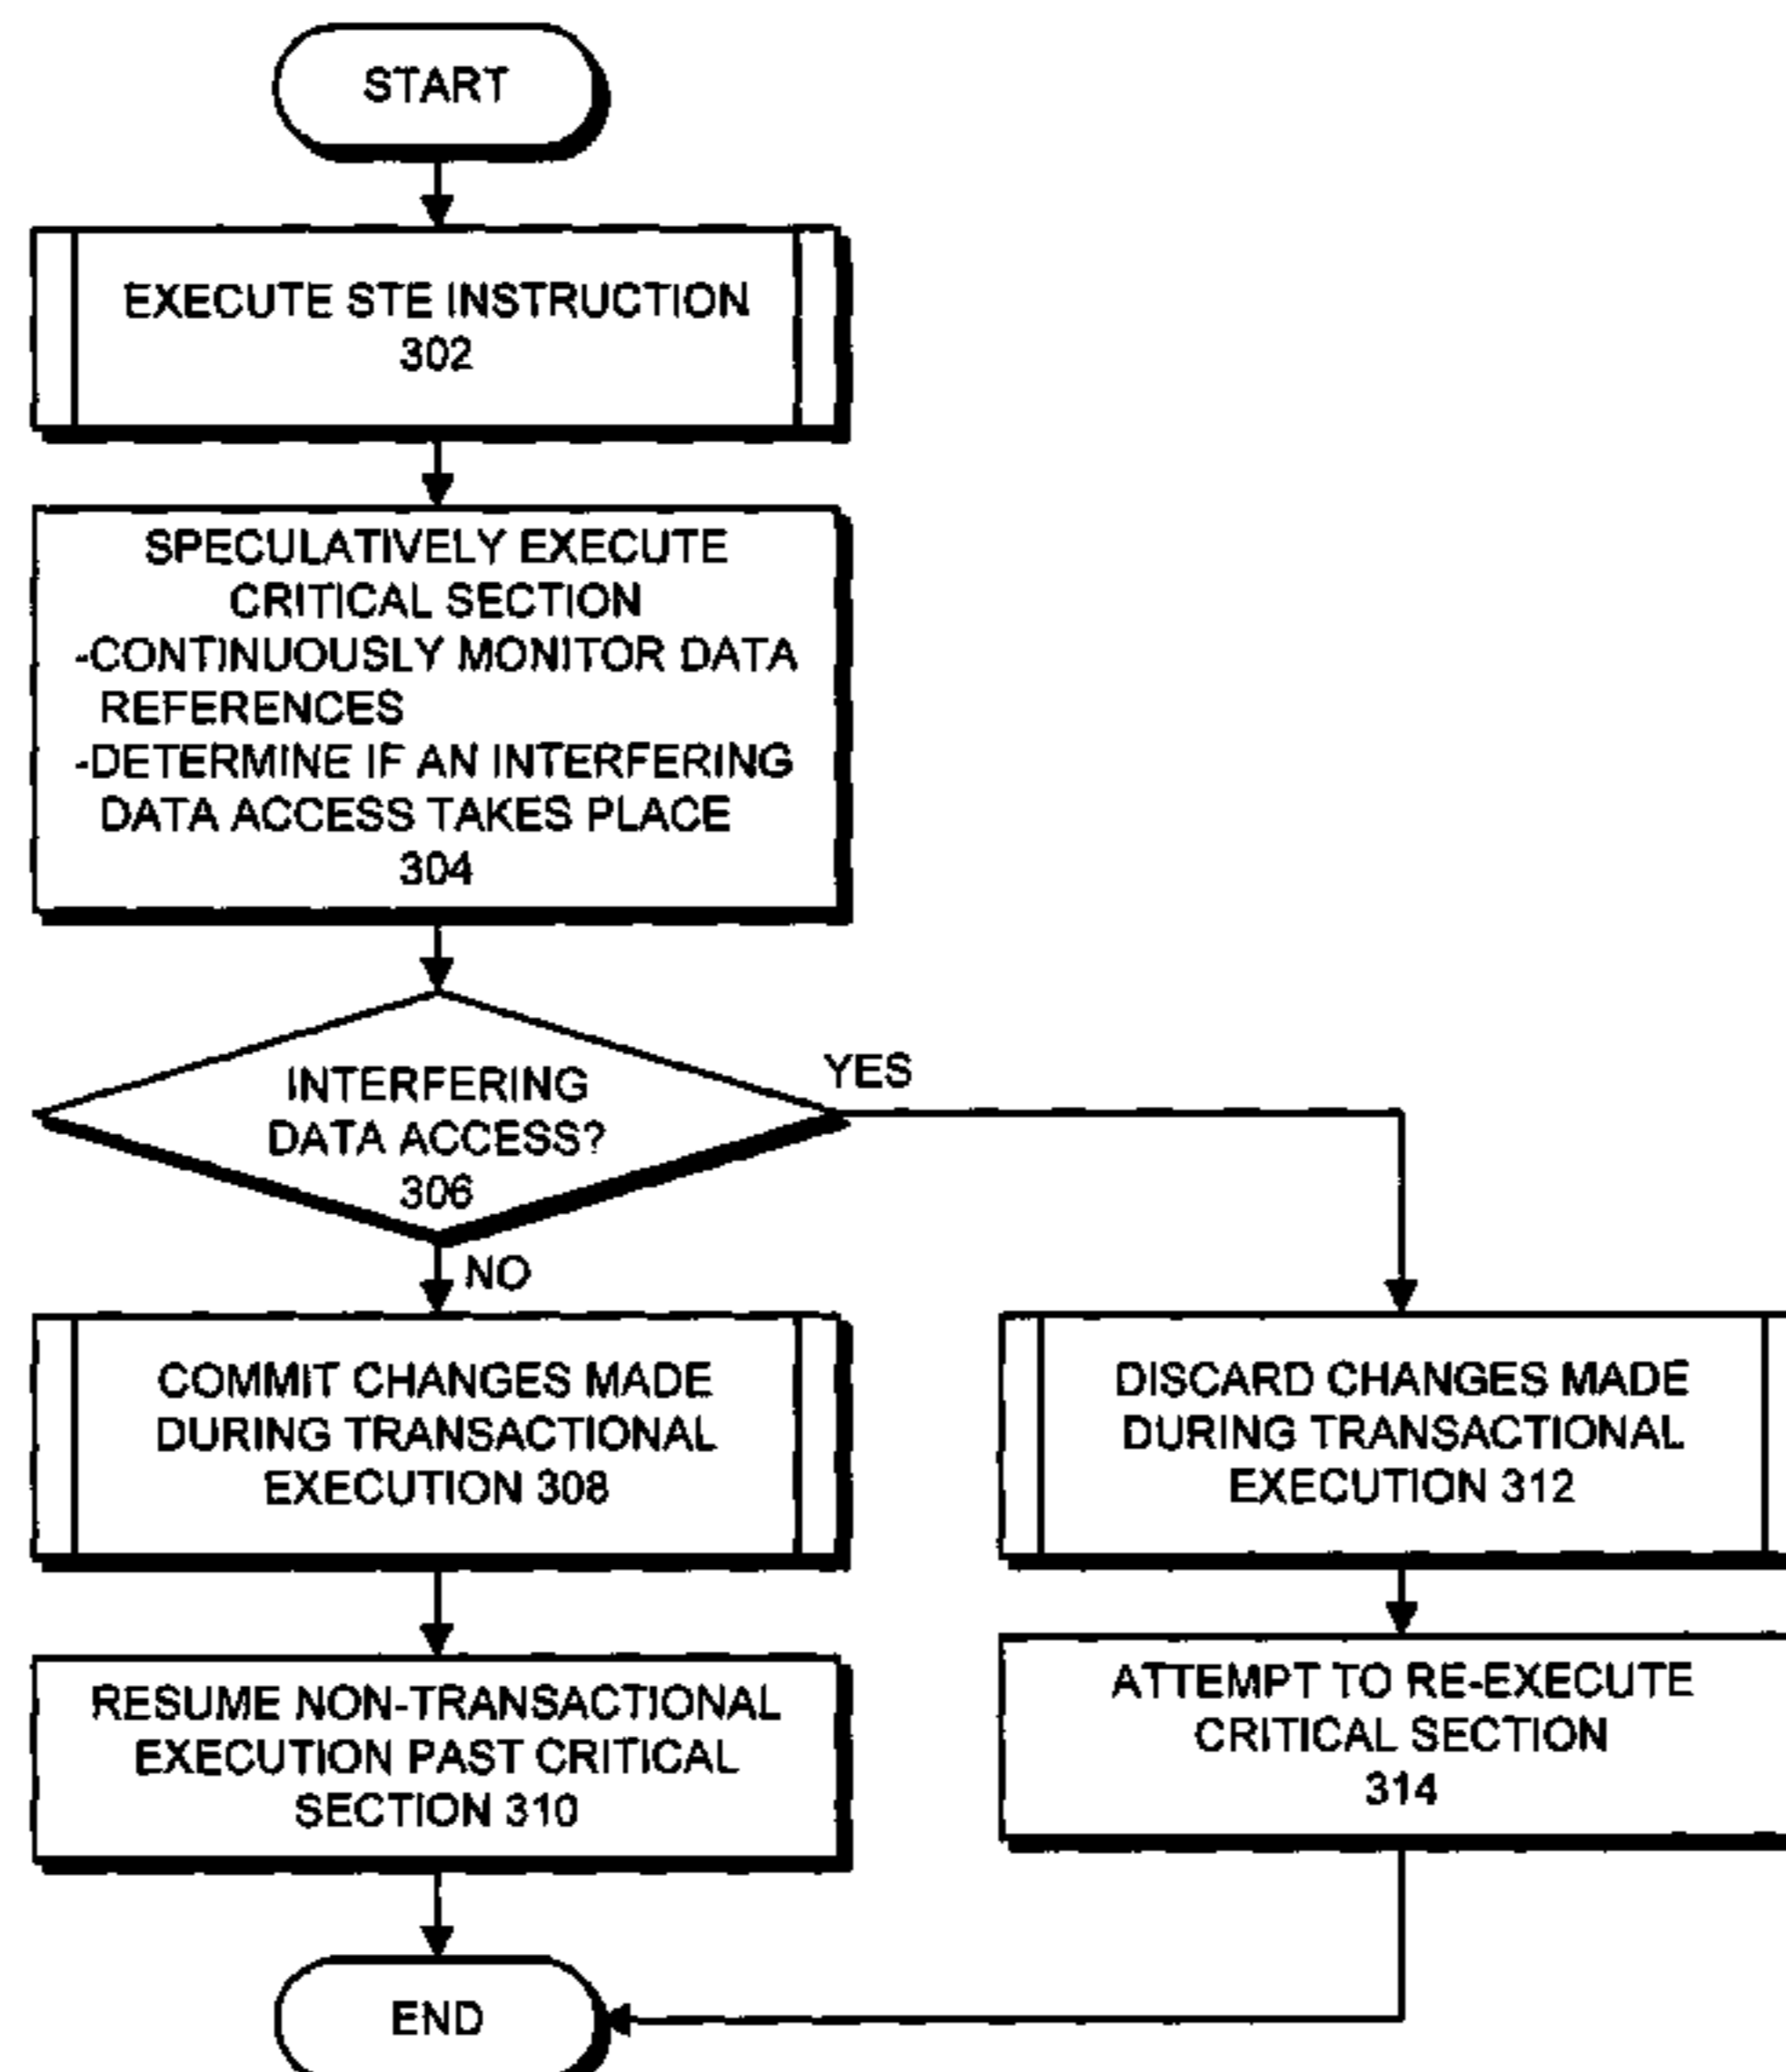 START
EXECUTE STE INSTRUCTION
302
SPECULATIVELY EXECUTE
CRITICAL SECTION
-CONTINUOUSLY MONITOR DATA
REFERENCES
-DETERMINE IF AN INTERFERING
DATA ACCESS TAKES PLACE
304
INTERFERING
DATA ACCESS?
306
YES
NO
COMMIT CHANGES MADE
DURING TRANSACTIONAL
EXECUTION 308
DISCARD CHANGES MADE
DURING TRANSACTIONAL
EXECUTION 312
RESUME NON-TRANSACTIONAL
EXECUTION PAST CRITICAL
SECTION 310
ATTEMPT TO RE-EXECUTE
CRITICAL SECTION
314
END